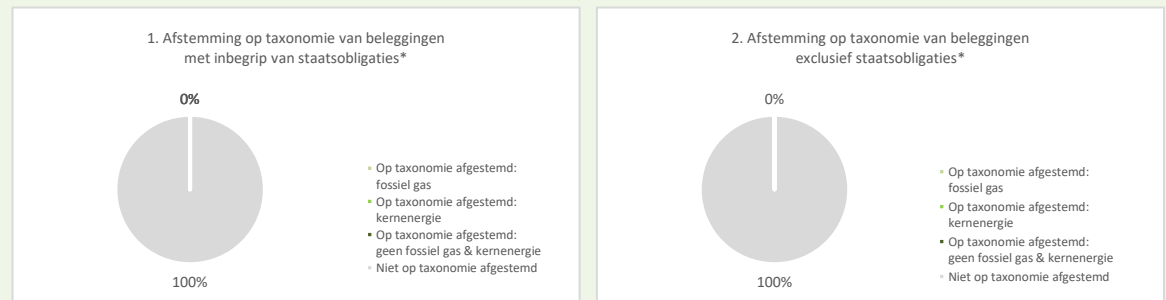 1. Afstemming op taxonomie van beleggingen
met inbegrip van staatsobligaties*
0%
100%
Op taxonomie afgestemd:
fossiel gas
Op taxonomie afgestemd:
kernenergie
Op taxonomie afgestemd:
geen fossiel gas & kernenergie
Niet op taxonomie afgestemd
2. Afstemming op taxonomie van beleggingen
exclusief staatsobligaties*
0%
100%
Op taxonomie afgestemd:
fossiel gas
Op taxonomie afgestemd:
kernenergie
Op taxonomie afgestemd:
geen fossiel gas & kernenergie
Niet op taxonomie afgestemd